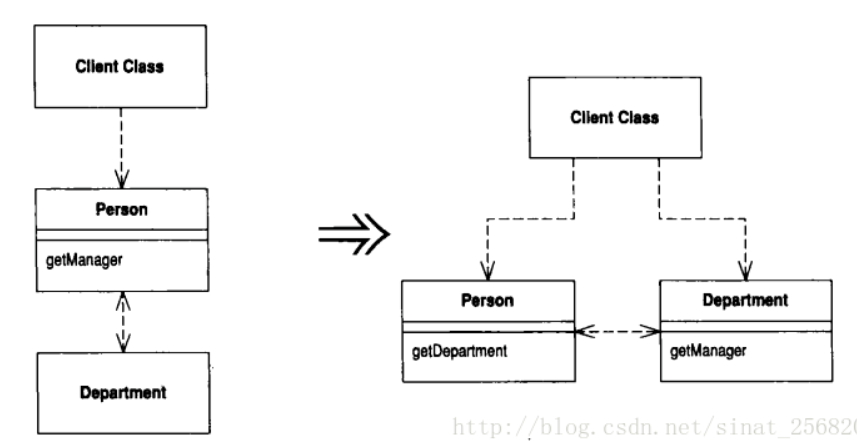 Client Class
Person
getManager
Department
Client Class
Person
getDepartment
Department
getManager
http://blog.csdn.net/sinat_25682